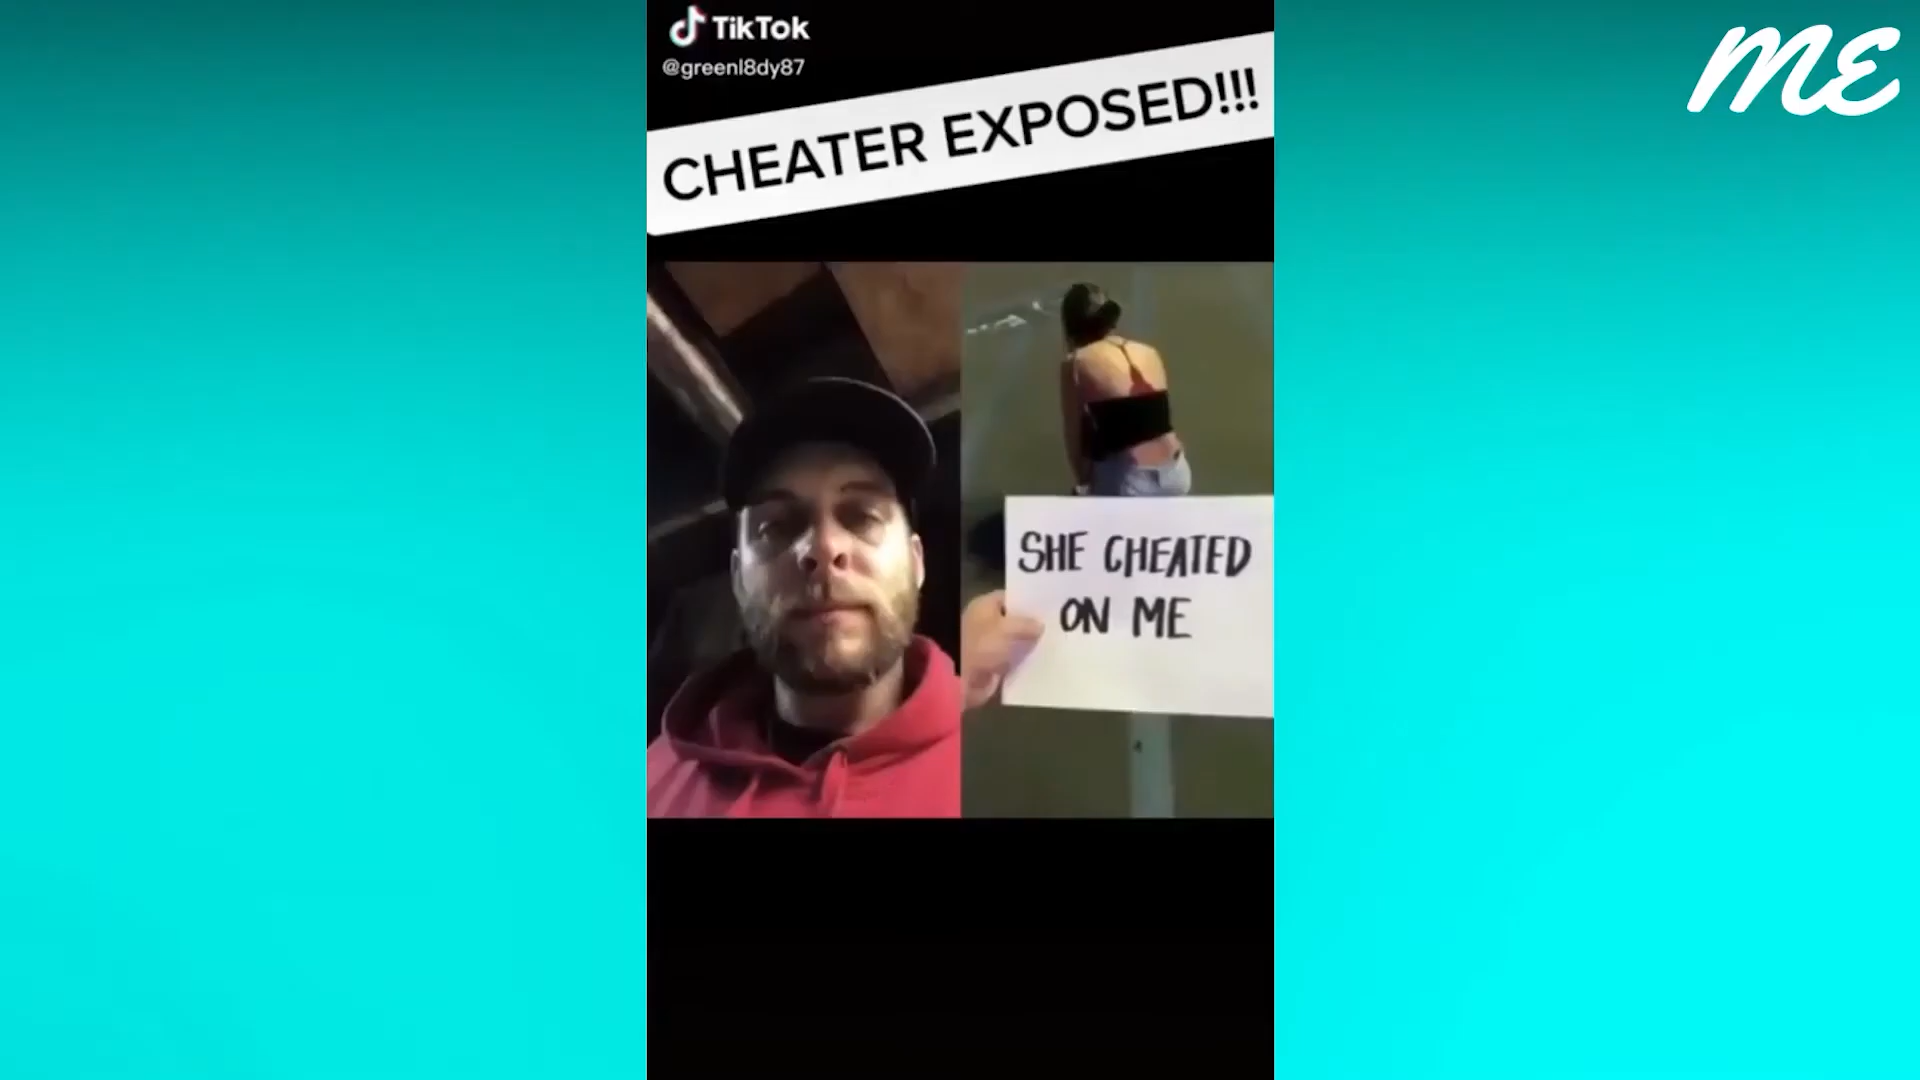 TikTok
@greenl8dy87
ME
CHEATER EXPOSED!!!
SHE CHEATED
ON ME